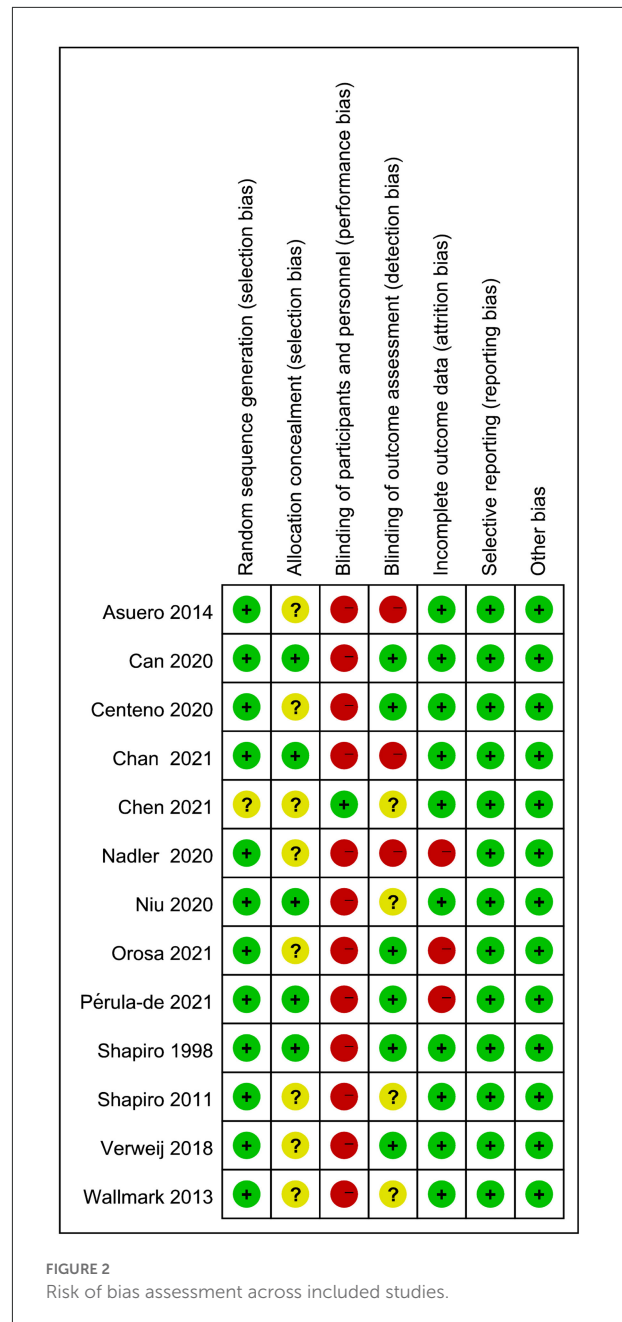 Random sequence generation (selection bias)
Allocation concealment (selection bias)
Blinding of participants and personnel (performance bias)
Blinding of outcome assessment (detection bias)
Incomplete outcome data (attrition bias)
Selective reporting (reporting bias)
Other bias
Asuero 2014 + ? − − + + +
Can 2020 + + − + + + +
Centeno 2020 + ? − + + + +
Chan 2021 + + − − + + +
Chen 2021 ? ? + ? + + +
Nadler 2020 + ? − − − + +
Niu 2020 + + − ? + + +
Orosa 2021 + ? − + − + +
Pérula-de 2021 + + − + − + +
Shapiro 1998 + + − + + + +
Shapiro 2011 + ? − ? + + +
Verweij 2018 + ? − + + + +
Wallmark 2013 + ? − ? + + +
FIGURE 2
Risk of bias assessment across included studies.